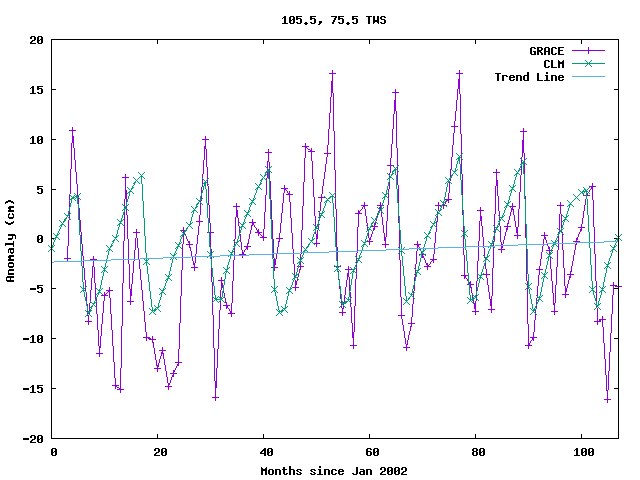 105.5, 75.5 TWS
GRACE
CLM
Trend Line
20
15
10
5
0
-5
-10
-15
-20
Anomaly (cm)
0 20 40 60 80 100
Months since Jan 2002